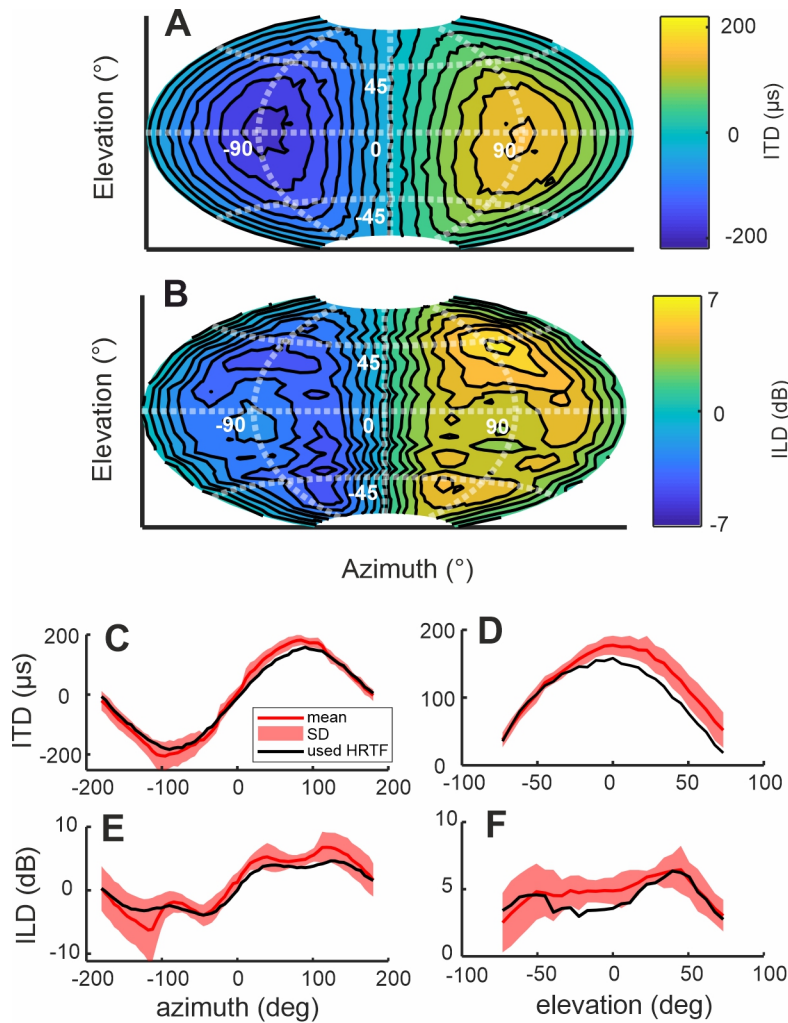 A
Elevation (°)
45
-90
0
90
-45
200
0
-200
ITD (µs)
B
Elevation (°)
45
-90
0
90
-45
7
0
-7
ILD (dB)
Azimuth (°)
C
ITD (µs)
200
0
-200
-200
-100
0
100
200
mean
SD
used HRTF
D
200
100
0
-100
-50
0
50
100
E
ILD (dB)
10
0
-10
-200
-100
0
100
200
azimuth (deg)
F
10
5
0
-100
-50
0
50
100
elevation (deg)